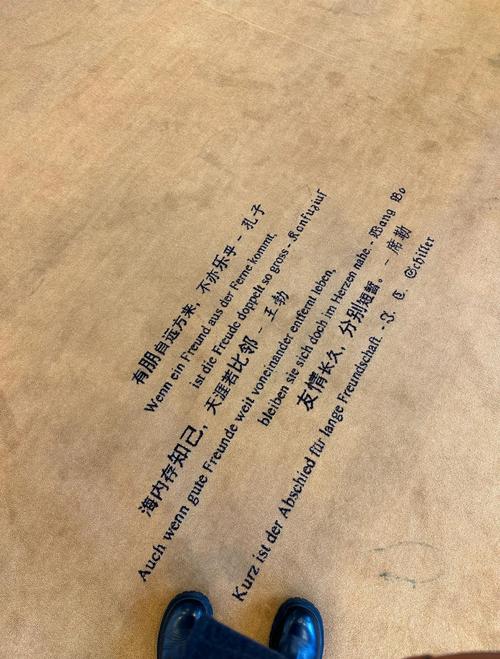 有朋自远方来，不亦乐乎 - 孔子
Wenn ein Freund aus der Ferne kommt,
ist die Freude doppelt so gross - Konfuziuſ
海内存知己，天涯若比邻 - 王勃
Auch wenn gute Freunde weit voneinander entfernt leben,
bleiben sie sich doch im Herzen nahe. - Wang Bo
友情长久，分别短暂。 - 席勒
Kurz ist der Abschied für lange Freundschaft - J. C. Schiller